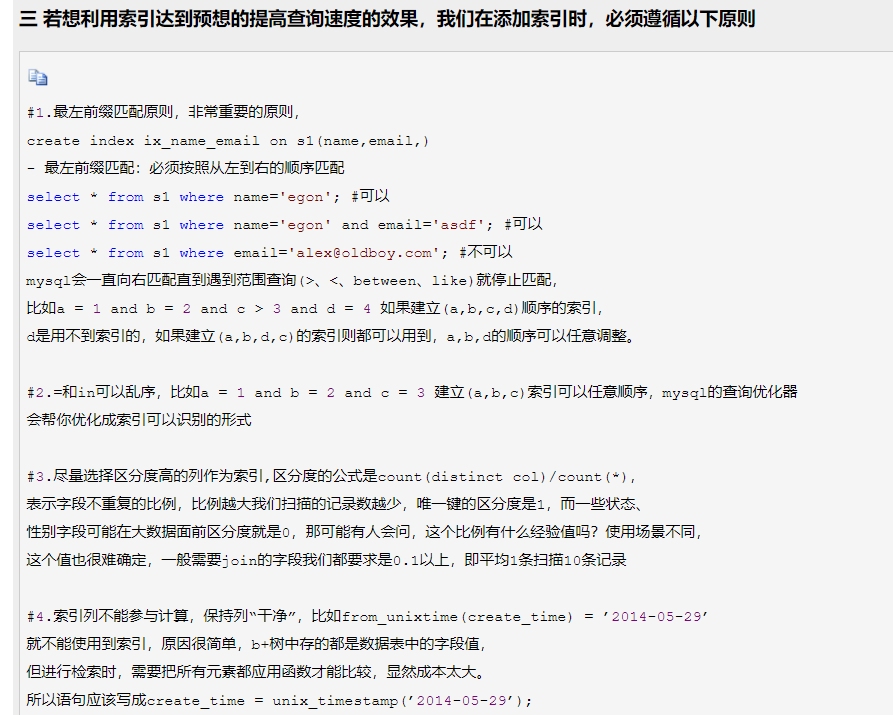 三 若想利用索引达到预想的提高查询速度的效果，我们在添加索引时，必须遵循以下原则
#1.最左前缀匹配原则，非常重要的原则，
create index ix_name_email on s1(name,email,)
- 最左前缀匹配：必须按照从左到右的顺序匹配
select * from s1 where name='egon'; #可以
select * from s1 where name='egon' and email='asdf'; #可以
select * from s1 where email='alex@oldboy.com'; #不可以
mysql会一直向右匹配直到遇到范围查询(>、<、between、like)就停止匹配，
比如a = 1 and b = 2 and c > 3 and d = 4 如果建立(a,b,c,d)顺序的索引，
d是用不到索引的，如果建立(a,b,d,c)的索引则都可以用到，a,b,d的顺序可以任意调整。
#2.=和in可以乱序，比如a = 1 and b = 2 and c = 3 建立(a,b,c)索引可以任意顺序，mysql的查询优化器
会帮你优化成索引可以识别的形式
#3.尽量选择区分度高的列作为索引,区分度的公式是count(distinct col)/count(*)，
表示字段不重复的比例，比例越大我们扫描的记录数越少，唯一键的区分度是1，而一些状态、
性别字段可能在大数据面前区分度就是0，那可能有人会问，这个比例有什么经验值吗？使用场景不同，
这个值也很难确定，一般需要join的字段我们都要求是0.1以上，即平均1条扫描10条记录
#4.索引列不能参与计算，保持列“干净”，比如from_unixtime(create_time) = ’2014-05-29’
就不能使用到索引，原因很简单，b+树中存的都是数据表中的字段值，
但进行检索时，需要把所有元素都应用函数才能比较，显然成本太大。
所以语句应该写成create_time = unix_timestamp(’2014-05-29’);